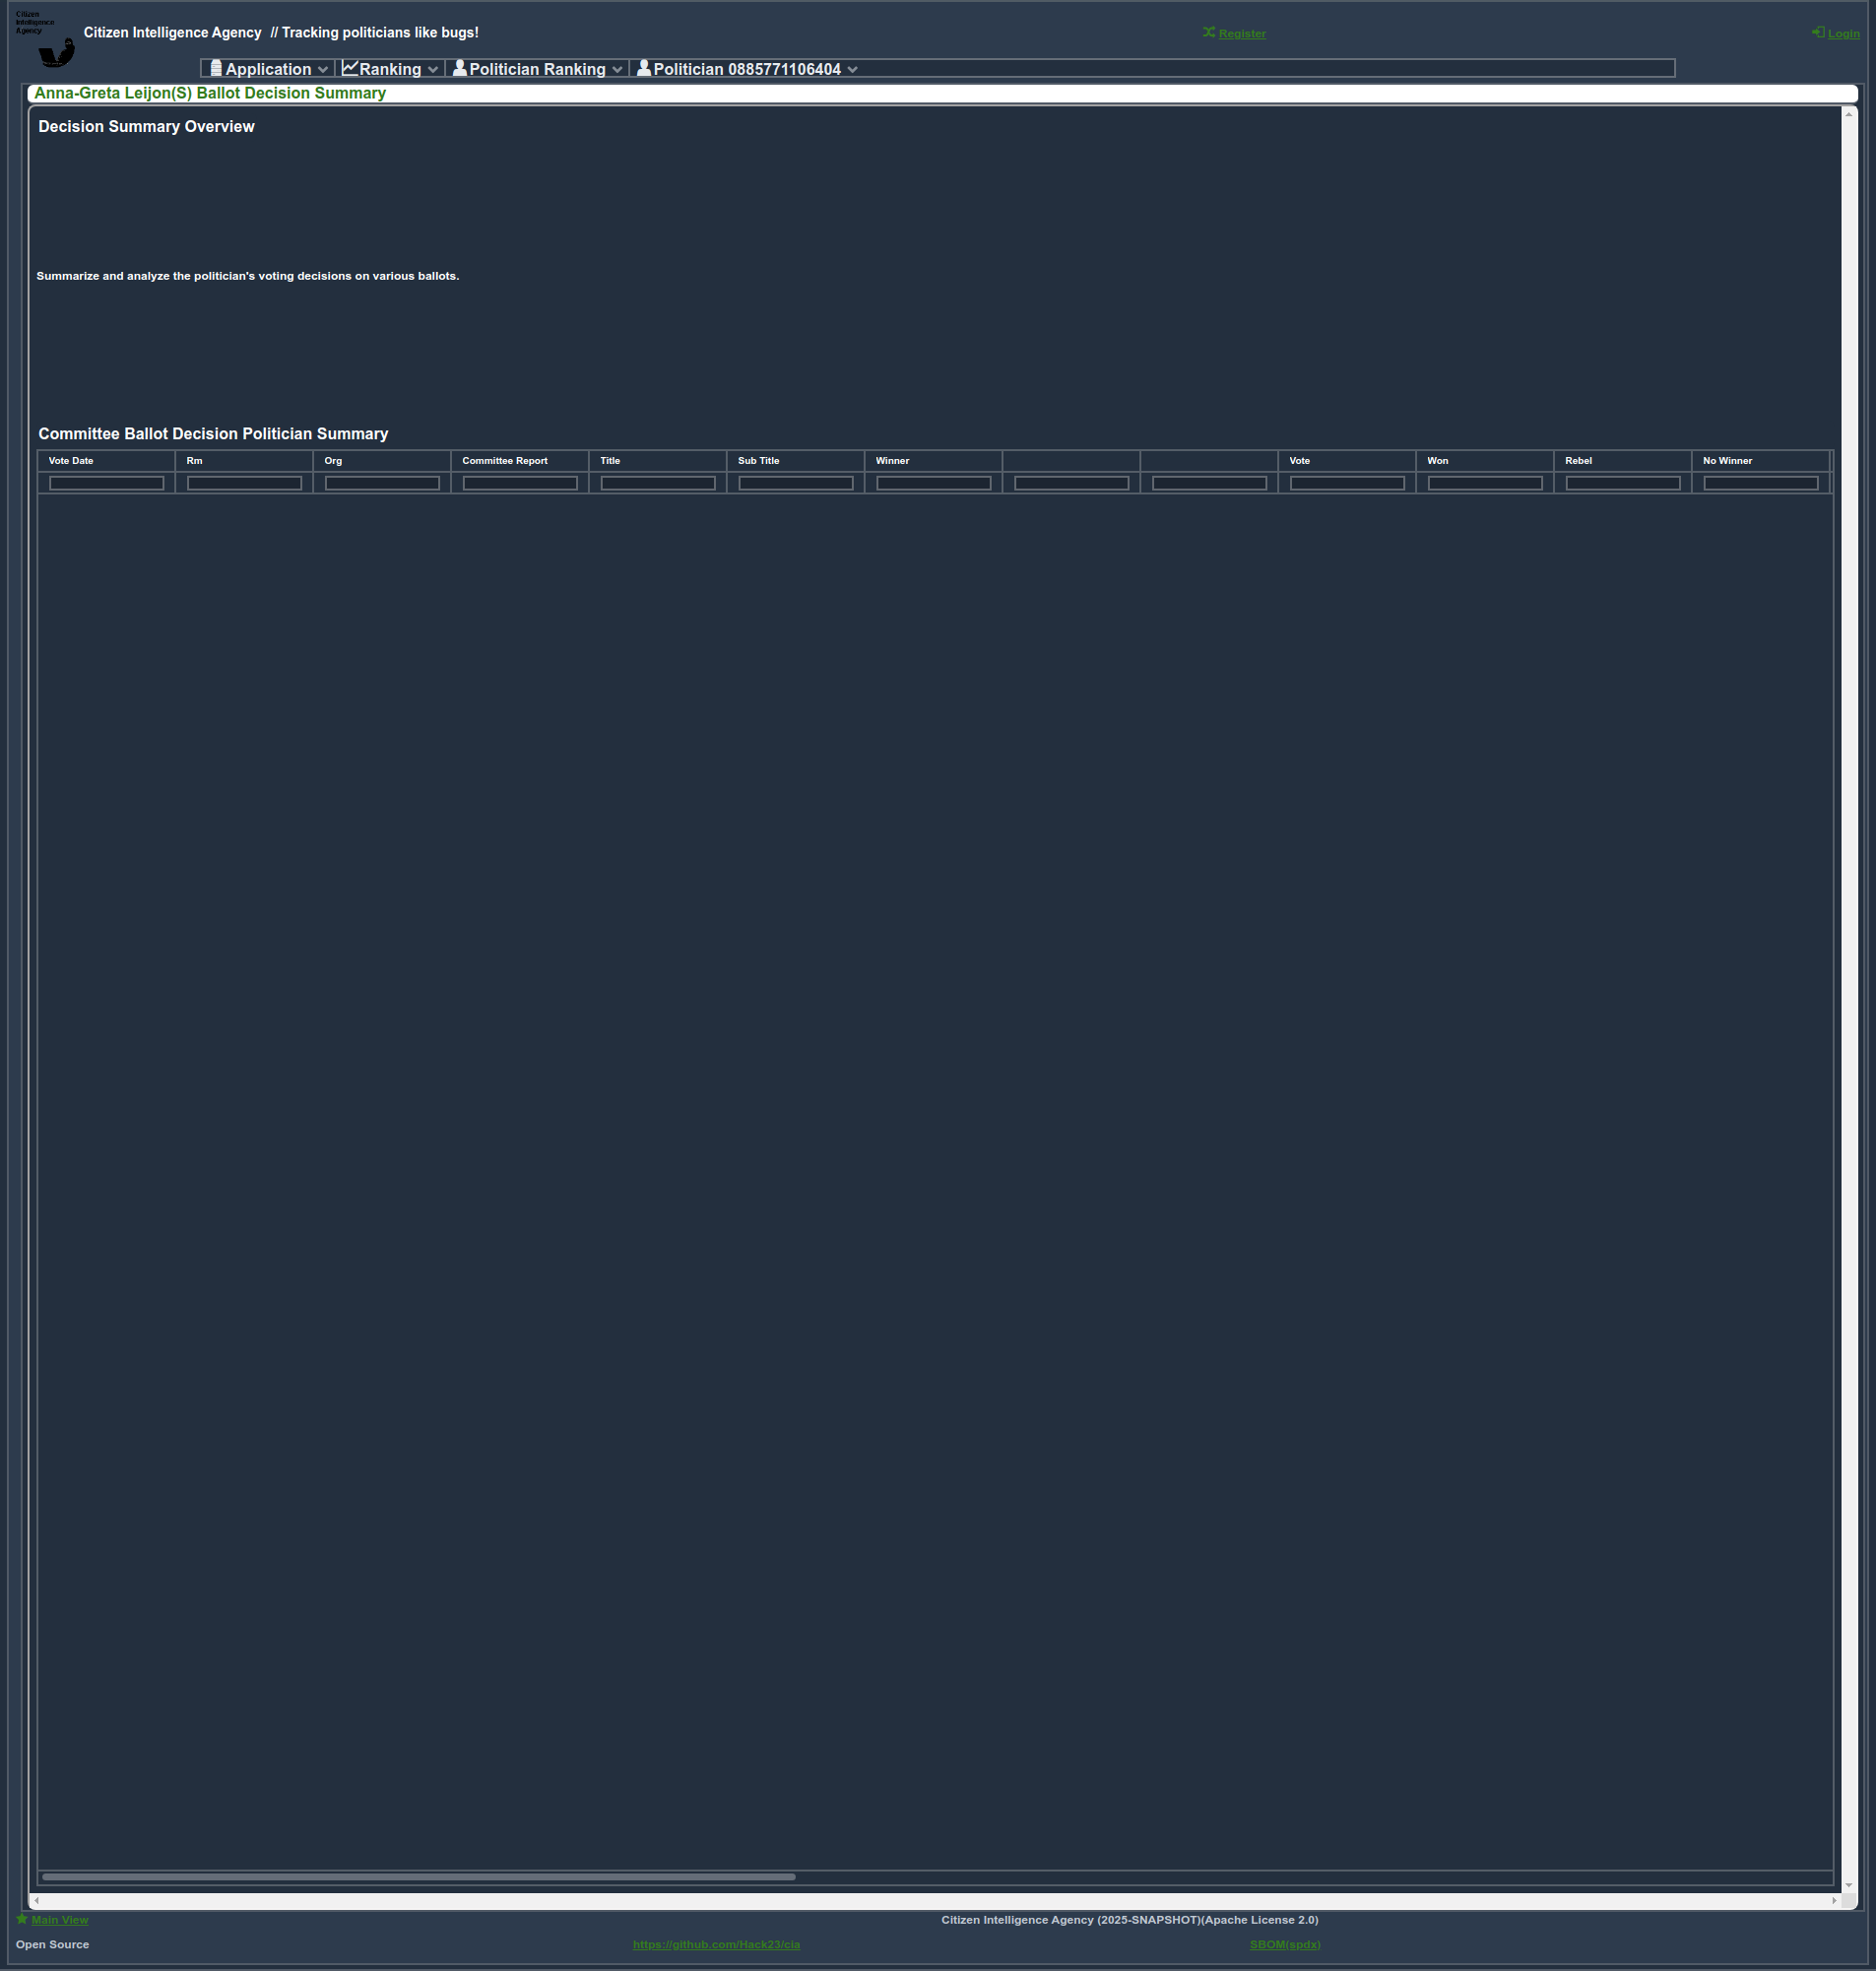 Citizen
Intelligence
Agency
Citizen Intelligence Agency // Tracking politicians like bugs!
Register
Login
Application
Ranking
Politician Ranking
Politician 0885771106404
Anna-Greta Leijon(S) Ballot Decision Summary
Decision Summary Overview
Summarize and analyze the politician's voting decisions on various ballots.
Committee Ballot Decision Politician Summary
Vote Date Rm Org Committee Report Title Sub Title Winner Vote Won Rebel No Winner
Main View
Citizen Intelligence Agency (2025-SNAPSHOT)(Apache License 2.0)
Open Source
https://github.com/Hack23/cia
SBOM(spdx)